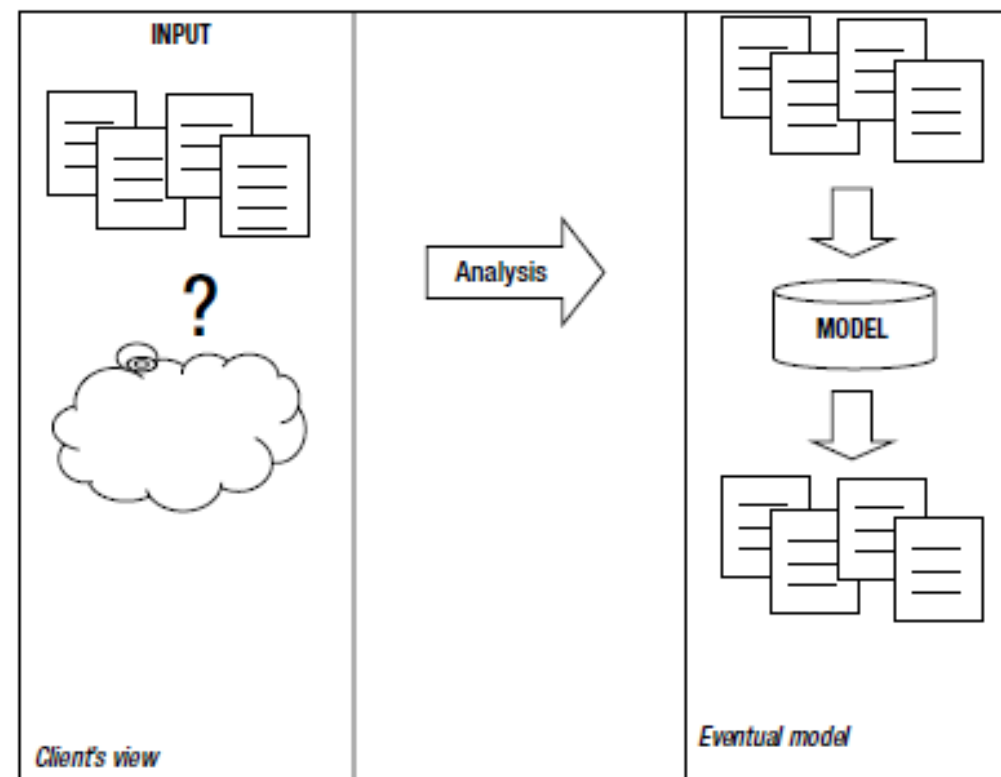 INPUT
?
Analysis
MODEL
Client's view
Eventual model